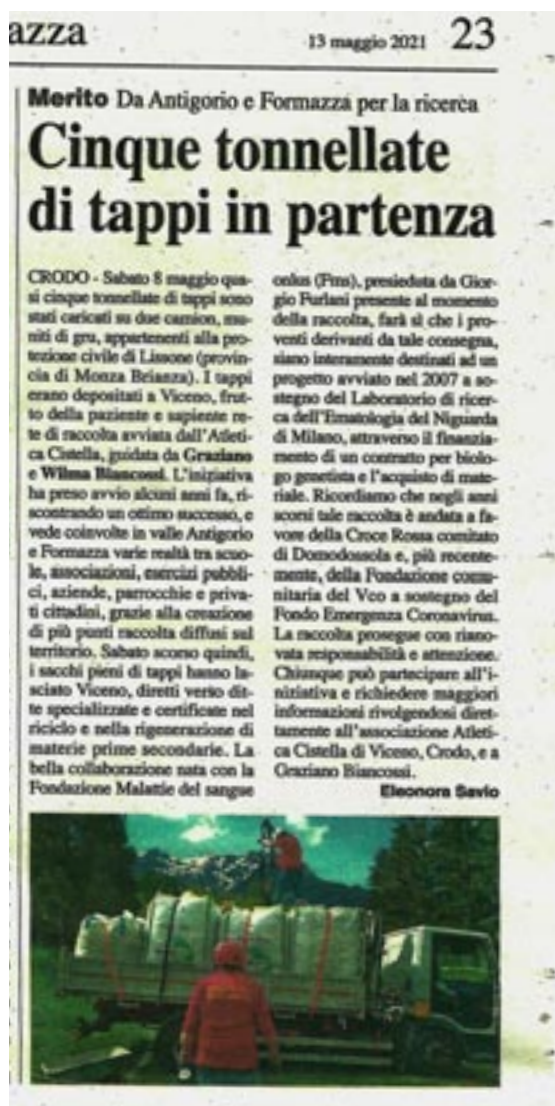 azza
13 maggio 2021 23
Merito Da Antigorio e Formazza per la ricerca
Cinque tonnellate
di tappi in partenza
CRODO - Sabato 8 maggio qua-
si cinque tonnellate di tappi sono
stati caricati su due camion, mu-
niti di gru, appartenenti alla pro-
tezione civile di Lissone (provin-
cia di Monza Brianza). I tappi
erano depositati a Viceno, frut-
to della paziente e sapiente re-
te di raccolta avviata dall'Atleti-
ca Cistella, guidata da Graziano
e Wilma Biancossi. L'iniziativa
ha preso avvio alcuni anni fa, ri-
scontrando un ottimo successo, e
vede coinvolte in valle Antigorio
e Formazza varie realtà tra scuo-
le, associazioni, esercizi pubbli-
ci, aziende, parrocchie e priva-
ti cittadini, grazie alla creazione
di più punti raccolta diffusi sul
territorio. Sabato scorso quindi,
i sacchi pieni di tappi hanno la-
sciato Viceno, diretti verso dit-
te specializzate e certificate nel
riciclo e nella rigenerazione di
materie prime secondarie. La
bella collaborazione nata con la
Fondazione Malattie del sangue
onlus (Fms), presieduta da Gior-
gio Furlani presente al momento
della raccolta, farà sì che i pro-
venti derivanti da tale consegna,
siano interamente destinati ad un
progetto avviato nel 2007 a so-
stegno del Laboratorio di ricer-
ca dell'Ematologia del Niguarda
di Milano, attraverso il finanzia-
mento di un contratto per biolo-
go genetista e l'acquisto di mate-
riale. Ricordiamo che negli anni
scorsi tale raccolta è andata a fa-
vore della Croce Rossa comitato
di Domodossola e, più recente-
mente, della Fondazione comu-
nitaria del Vco a sostegno del
Fondo Emergenza Coronavirus.
La raccolta prosegue con rinno-
vata responsabilità e attenzione.
Chiunque può partecipare all'i-
niziativa e richiedere maggiori
informazioni rivolgendosi diret-
tamente all'associazione Atleti-
ca Cistella di Viceno, Crodo, e a
Graziano Biancossi.
Eleonora Savio